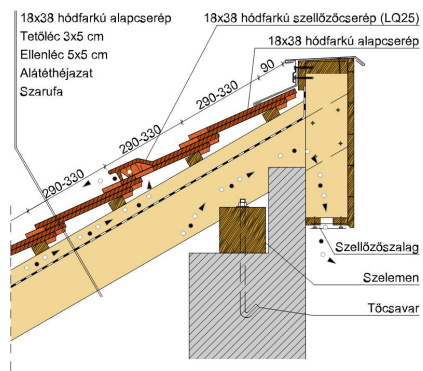 18x38 hódfarkú alapcserép
Tetőléc 3x5 cm
Ellenléc 5x5 cm
Alátéthéjazat
Szarufa
18x38 hódfarkú szellőzőcserép (LQ25)
18x38 hódfarkú alapcserép
90
290-330
290-330
290-330
Szellőzőszalag
Szelemen
Tőcsavar